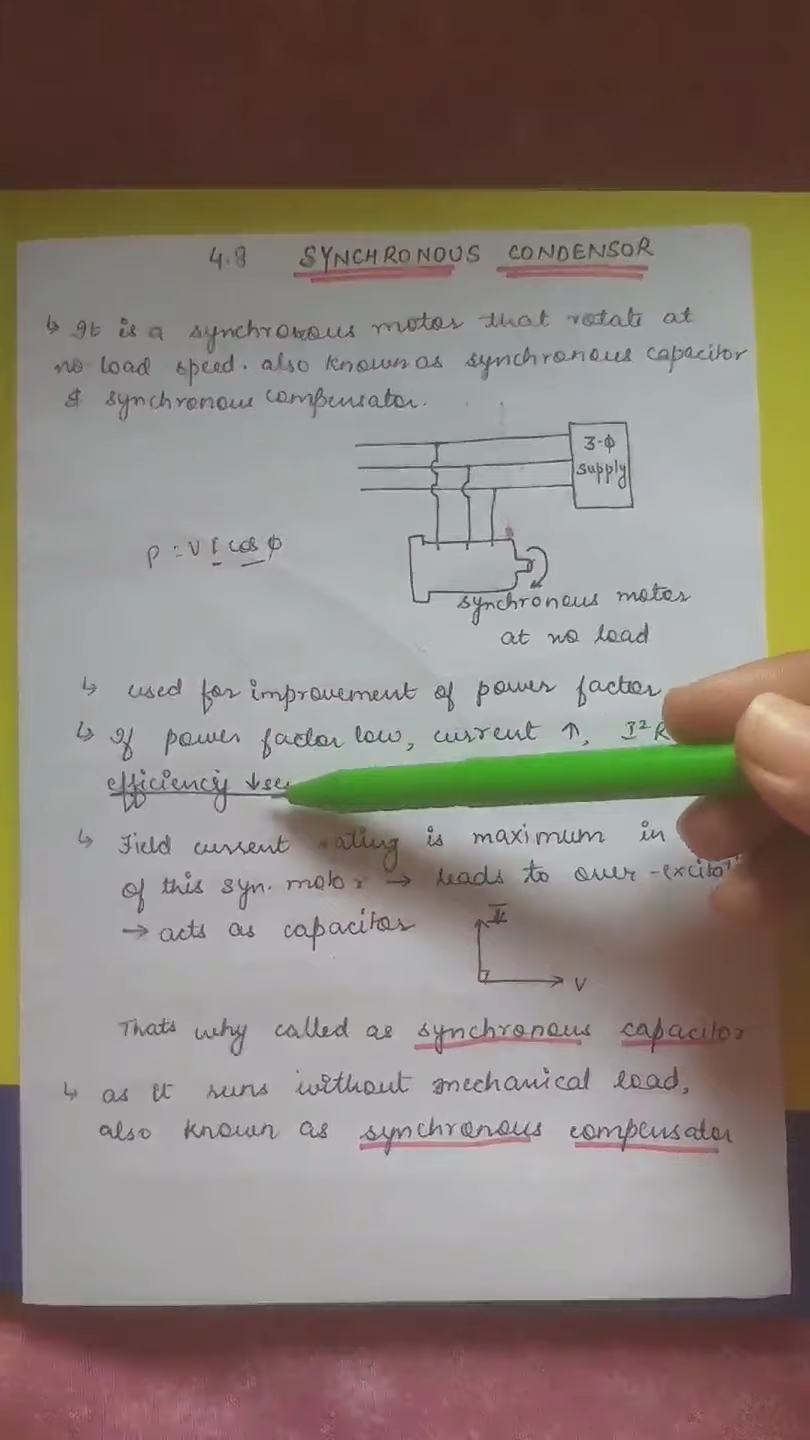 4.8 SYNCHRONOUS CONDENSOR
↳ It is a synchronous motor that rotate at
no load speed. also known as synchronous capacitor
& synchronous compensator.
3-Φ
supply
P = V I cos φ
synchronous motor
at no load
↳ used for improvement of power factor
↳ If power factor low, current ↑, I²R
efficiency ↓
↳ Field current rating is maximum in
of this syn. motor → leads to over-
→ acts as capacitor
V
Thats why called as synchronous capacitor
↳ as it runs without mechanical load,
also known as synchronous compensator